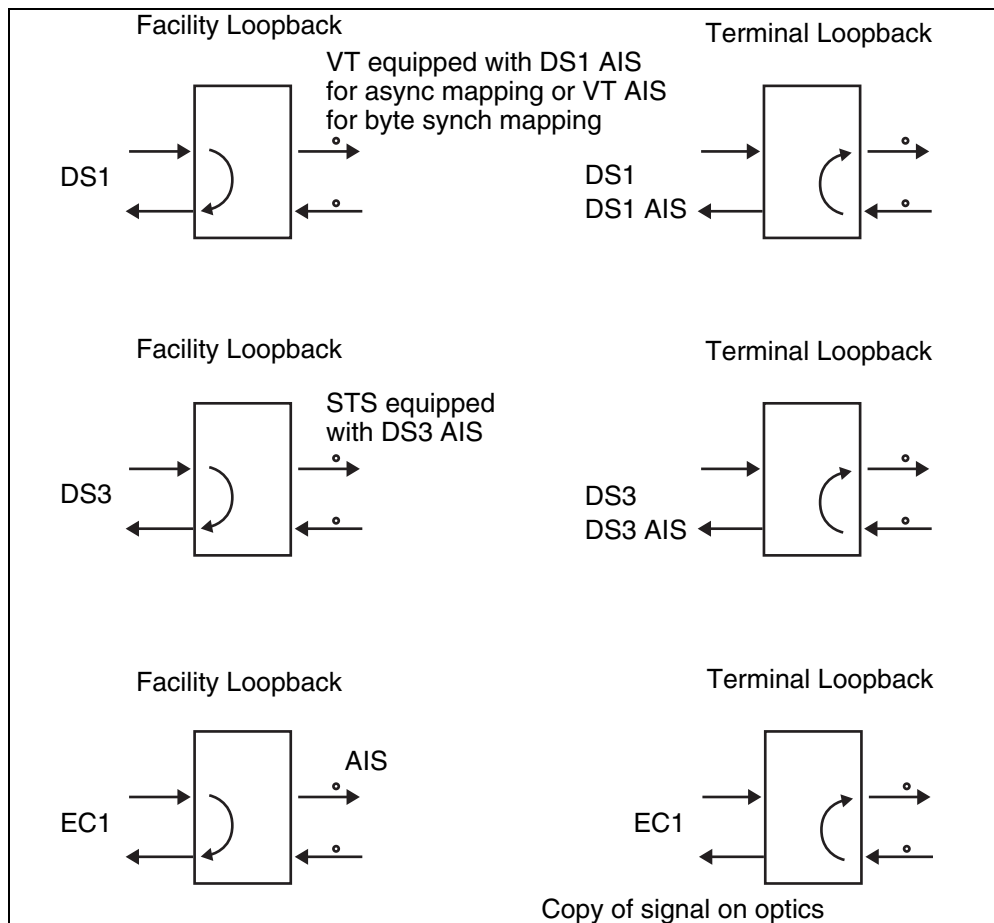 Facility Loopback
Terminal Loopback
VT equipped with DS1 AIS
for async mapping or VT AIS
for byte synch mapping
DS1
DS1
DS1 AIS
Facility Loopback
Terminal Loopback
STS equipped
with DS3 AIS
DS3
DS3
DS3 AIS
Facility Loopback
Terminal Loopback
AIS
EC1
EC1
Copy of signal on optics